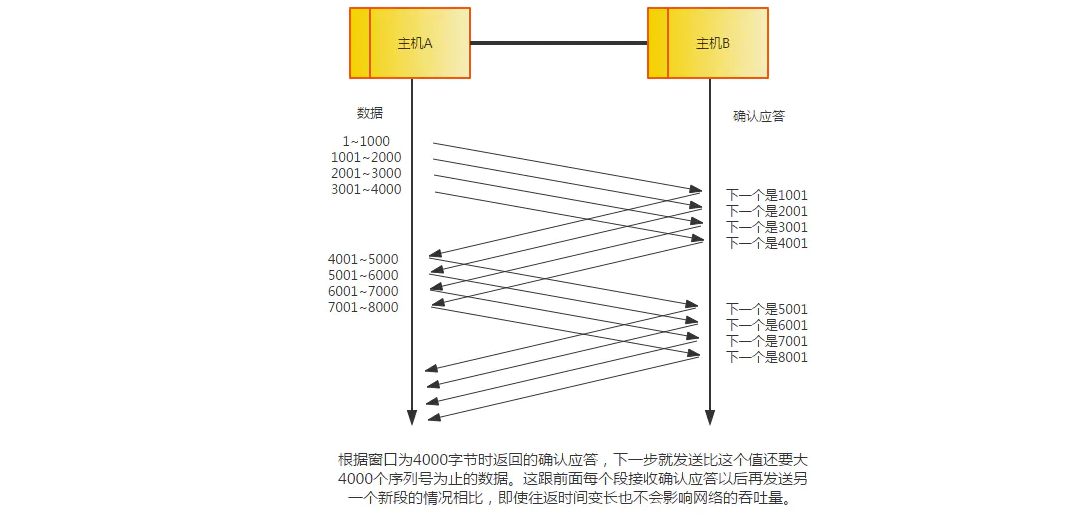 主机A
主机B
数据
确认应答
1~1000
1001~2000
2001~3000
3001~4000
下一个是1001
下一个是2001
下一个是3001
下一个是4001
4001~5000
5001~6000
6001~7000
7001~8000
下一个是5001
下一个是6001
下一个是7001
下一个是8001
根据窗口为4000字节时返回的确认应答，下一步就发送比这个值还要大
4000个序列号为止的数据。这跟前面每个段接收确认应答以后再发送另
一个新段的情况相比，即使往返时间变长也不会影响网络的吞吐量。